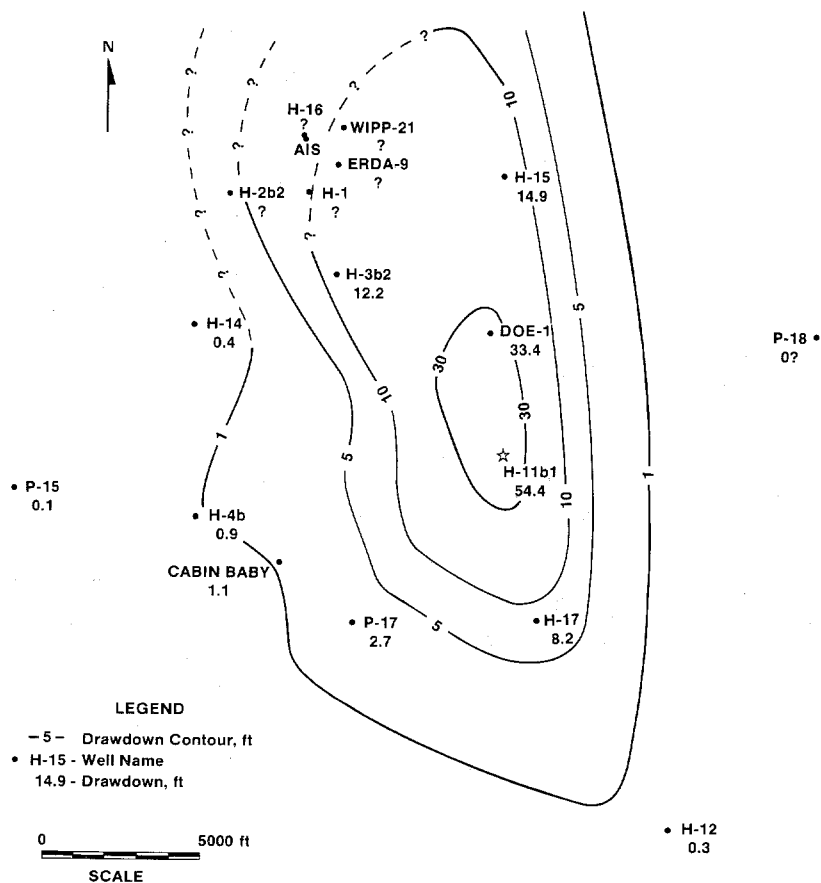 N
?
?
?
?
?
10
H-16
?
WIPP-21
?
AIS
ERDA-9
?
?
?
H-15
14.9
H-2b2
?
H-1
?
?
?
?
H-3b2
12.2
5
H-14
0.4
DOE-1
33.4
P-18
0?
30
10
30
1
5
H-11b1
54.4
1
P-15
0.1
10
H-4b
0.9
CABIN BABY
1.1
P-17
2.7
5
H-17
8.2
LEGEND
–5– Drawdown Contour, ft
• H-15 - Well Name
14.9 - Drawdown, ft
0 5000 ft
SCALE
H-12
0.3